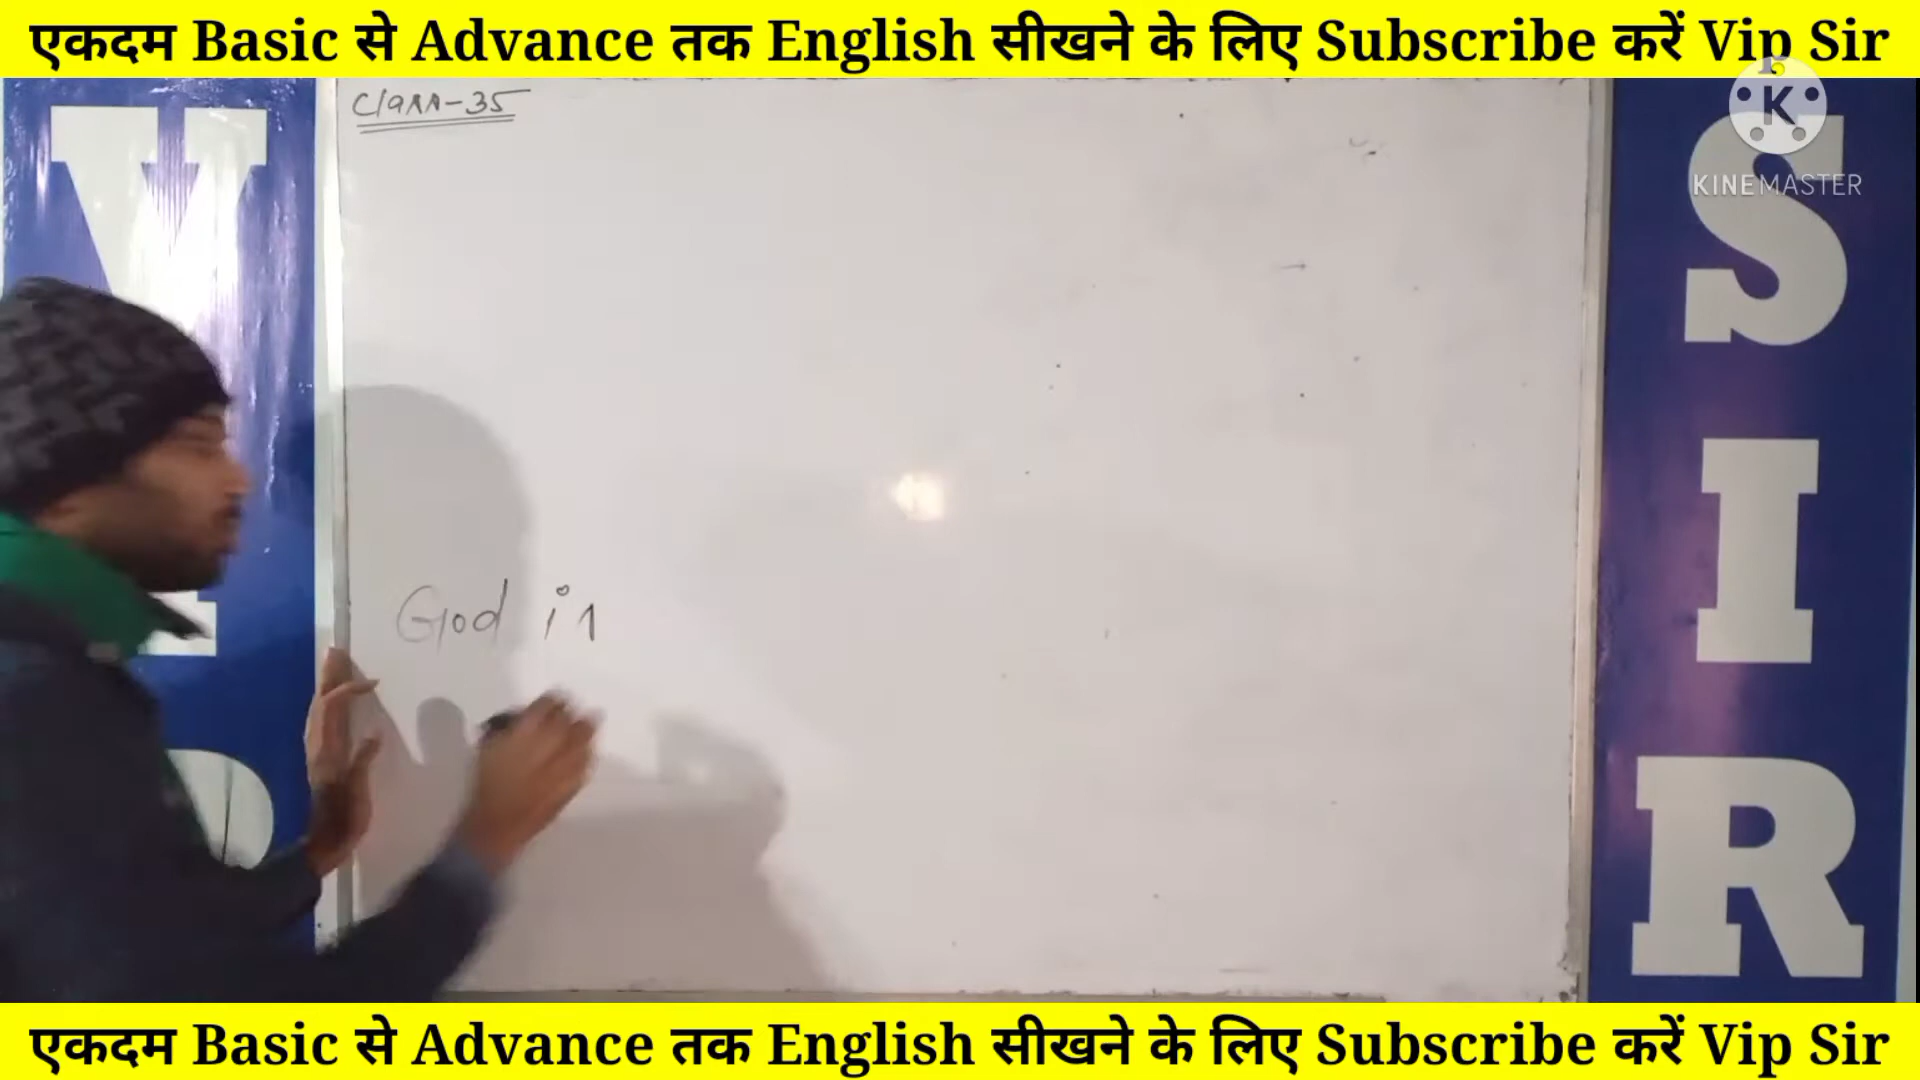 एकदम Basic से Advance तक English सीखने के लिए Subscribe करें Vip Sir
Class-35
K
KINEMASTER
V
S
I
R
God is
एकदम Basic से Advance तक English सीखने के लिए Subscribe करें Vip Sir